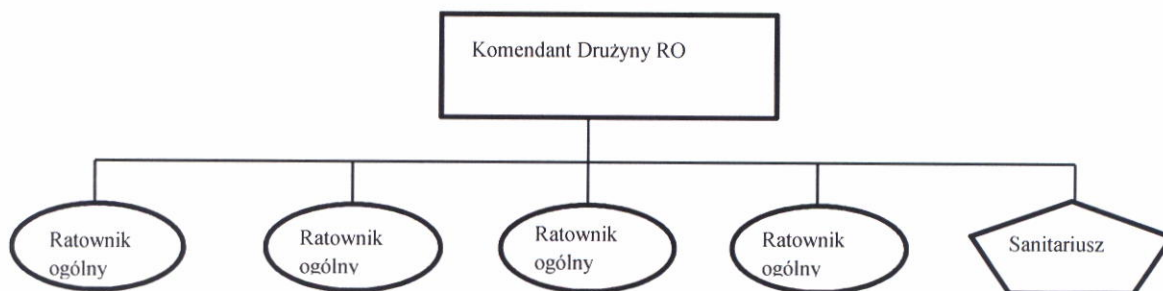 Komendant Drużyny RO
Ratownik
ogólny
Ratownik
ogólny
Ratownik
ogólny
Ratownik
ogólny
Sanitariusz